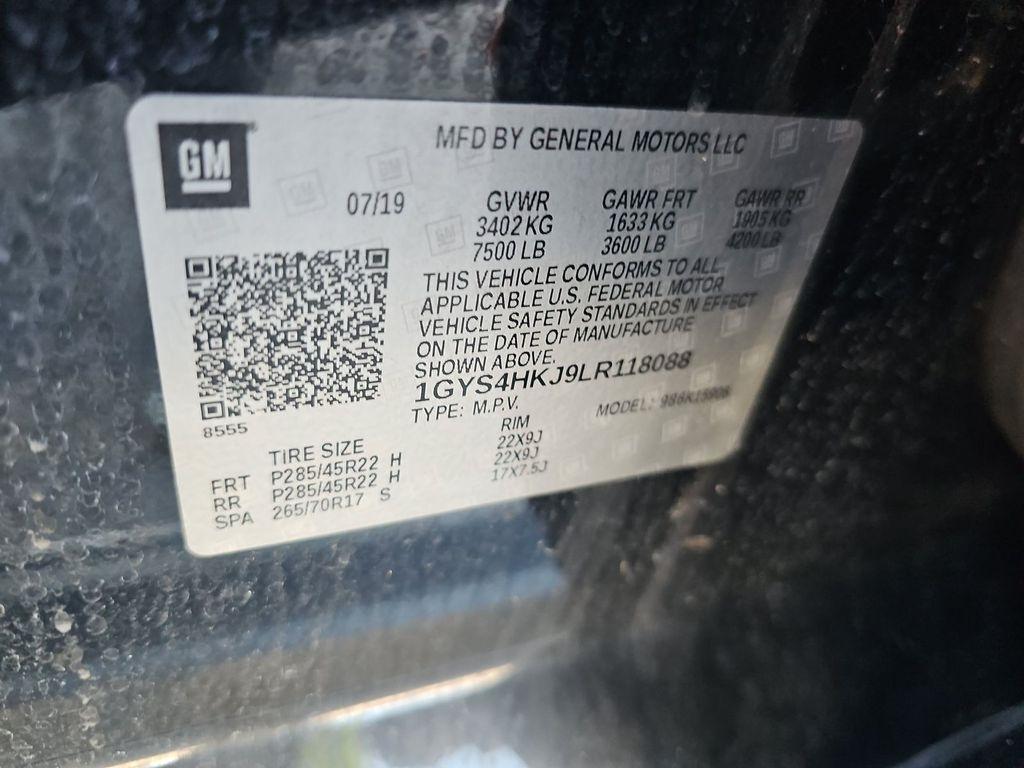 GM
MFD BY GENERAL MOTORS LLC
07/19 GVWR GAWR FRT GAWR RR
3402 KG 1633 KG 1905 KG
7500 LB 3600 LB 4200 LB
THIS VEHICLE CONFORMS TO ALL
APPLICABLE U.S. FEDERAL MOTOR
VEHICLE SAFETY STANDARDS IN EFFECT
ON THE DATE OF MANUFACTURE
SHOWN ABOVE.
1GYS4HKJ9LR118088
TYPE: M.P.V. MODEL:
8555
TIRE SIZE RIM
FRT P285/45R22 H 22X9J
RR P285/45R22 H 22X9J
SPA 265/70R17 S 17X7.5J